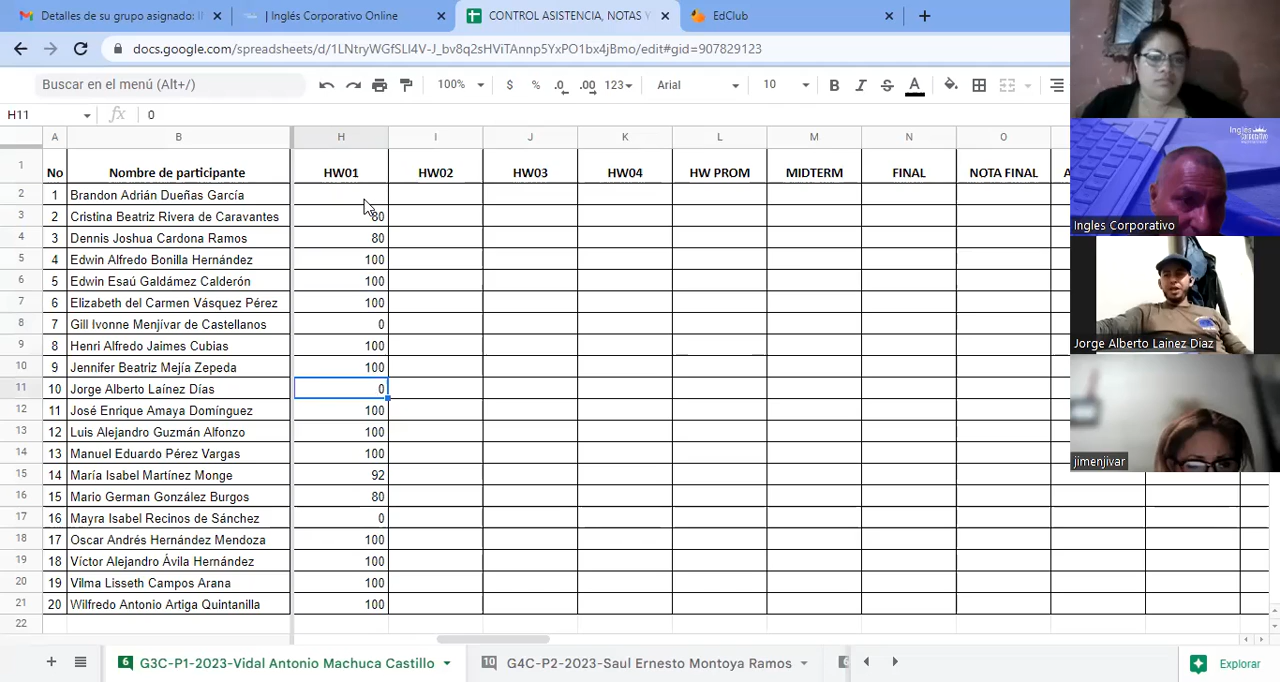 Detalles de su grupo asignado: I
| Inglés Corporativo Online
CONTROL ASISTENCIA, NOTAS Y
EdClub
docs.google.com/spreadsheets/d/1LNtryWGfSLl4V-J_bv8q2sHViTAnnp5YxPO1bx4jBmo/edit#gid=907829123
Buscar en el menú (Alt+/)
100%
$ % .0 .00 123
Arial
10
B I S A
H11
fx 0
A B H I J K L M N O
1 No Nombre de participante HW01 HW02 HW03 HW04 HW PROM MIDTERM FINAL NOTA FINAL A
2 1 Brandon Adrián Dueñas García
3 2 Cristina Beatriz Rivera de Caravantes 80
4 3 Dennis Joshua Cardona Ramos 80
5 4 Edwin Alfredo Bonilla Hernández 100
6 5 Edwin Esaú Galdámez Calderón 100
7 6 Elizabeth del Carmen Vásquez Pérez 100
8 7 Gill Ivonne Menjívar de Castellanos 0
9 8 Henri Alfredo Jaimes Cubias 100
10 9 Jennifer Beatriz Mejía Zepeda 100
11 10 Jorge Alberto Laínez Días 0
12 11 José Enrique Amaya Domínguez 100
13 12 Luis Alejandro Guzmán Alfonzo 100
14 13 Manuel Eduardo Pérez Vargas 100
15 14 María Isabel Martínez Monge 92
16 15 Mario German González Burgos 80
17 16 Mayra Isabel Recinos de Sánchez 0
18 17 Oscar Andrés Hernández Mendoza 100
19 18 Víctor Alejandro Ávila Hernández 100
20 19 Vilma Lisseth Campos Arana 100
21 20 Wilfredo Antonio Artiga Quintanilla 100
22
6 G3C-P1-2023-Vidal Antonio Machuca Castillo
10 G4C-P2-2023-Saul Ernesto Montoya Ramos
6
Explorar
Ingles
Ingles Corporativo
Jorge Alberto Lainez Diaz
jimenjivar